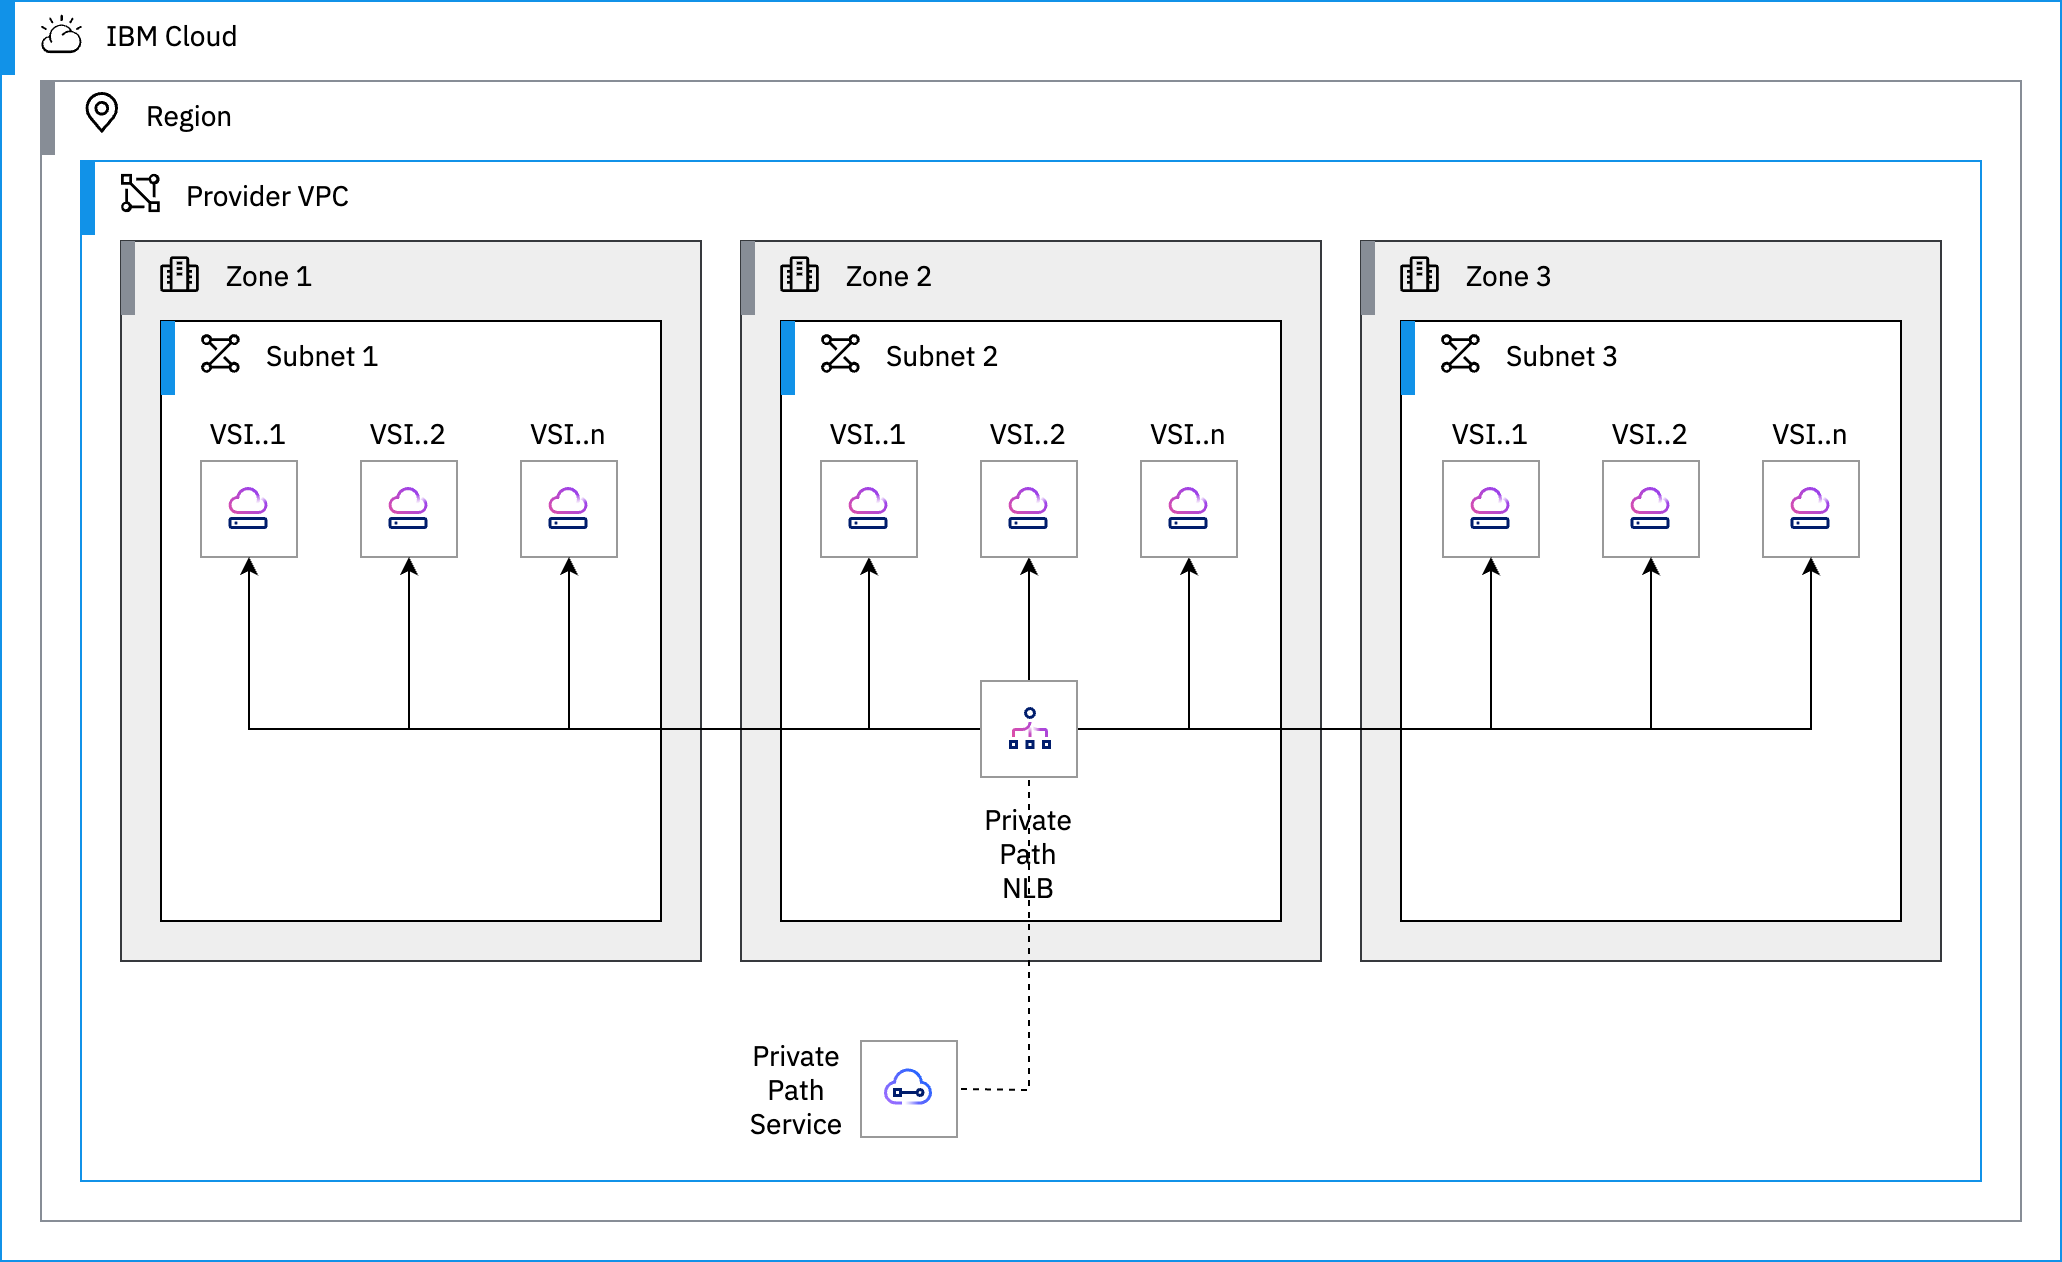 IBM Cloud
Region
Provider VPC
Zone 1
Zone 2
Zone 3
Subnet 1
Subnet 2
Subnet 3
VSI..1
VSI..2
VSI..n
VSI..1
VSI..2
VSI..n
VSI..1
VSI..2
VSI..n
Private
Path
NLB
Private
Path
Service